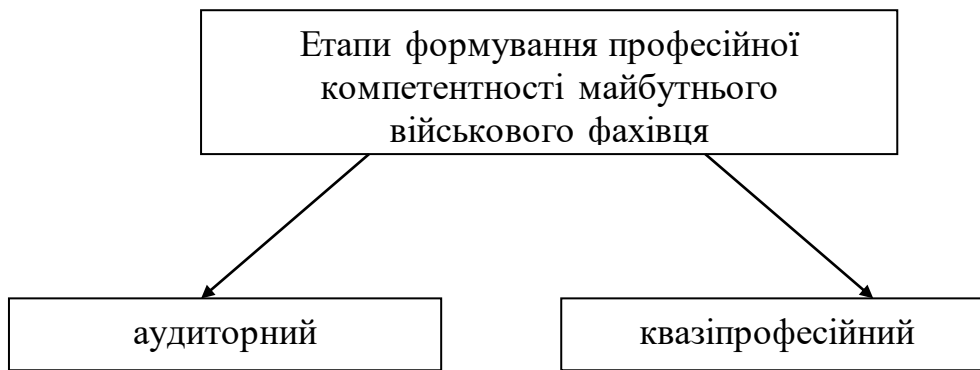 Етапи формування професійної
компетентності майбутнього
військового фахівця
аудиторний
квазіпрофесійний